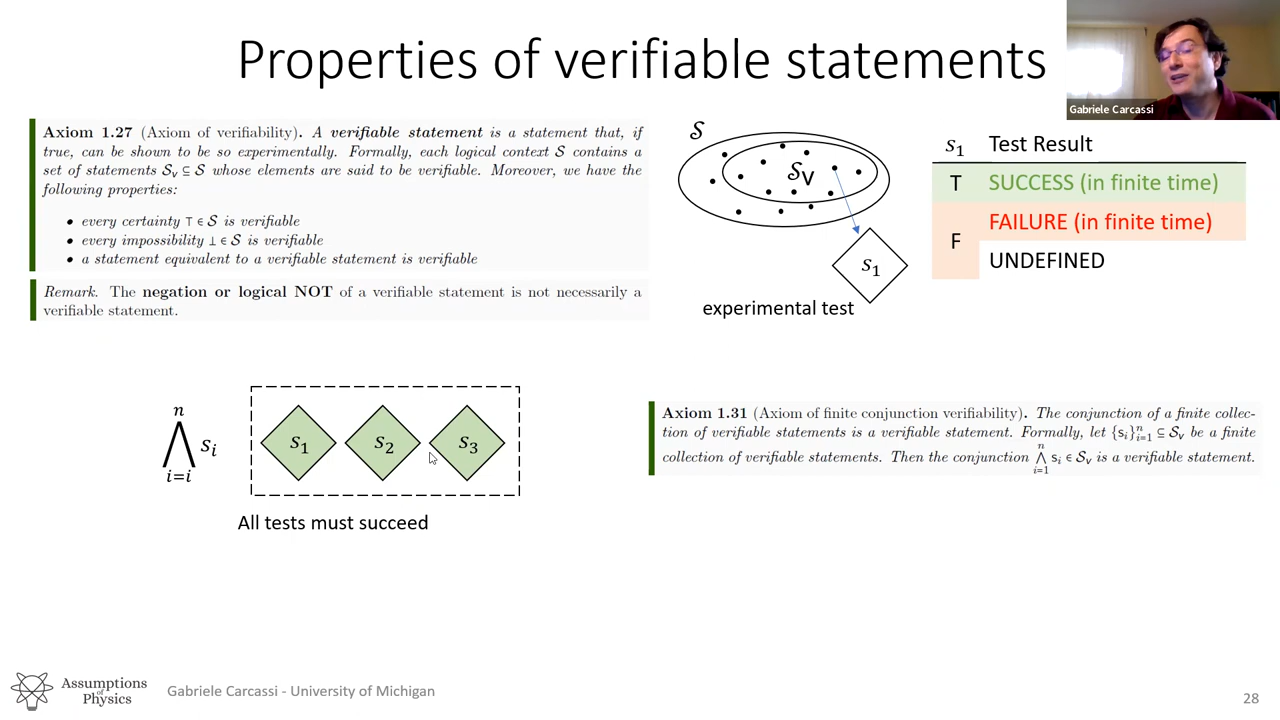 Properties of verifiable statements
Gabriele Carcassi
Axiom 1.27 (Axiom of verifiability). A verifiable statement is a statement that, if
true, can be shown to be so experimentally. Formally, each logical context 𝒮 contains a
set of statements 𝒮ᵥ ⊆ 𝒮 whose elements are said to be verifiable. Moreover, we have the
following properties:
• every certainty ⊤ ∈ 𝒮 is verifiable
• every impossibility ⊥ ∈ 𝒮 is verifiable
• a statement equivalent to a verifiable statement is verifiable
Remark. The negation or logical NOT of a verifiable statement is not necessarily a
verifiable statement.
𝒮
𝒮ᵥ
s₁
experimental test
s₁ Test Result
T SUCCESS (in finite time)
F FAILURE (in finite time)
UNDEFINED
n
⋀ sᵢ
i=i
s₁ s₂ s₃
All tests must succeed
Axiom 1.31 (Axiom of finite conjunction verifiability). The conjunction of a finite collec-
tion of verifiable statements is a verifiable statement. Formally, let {sᵢ}ⁿᵢ₌₁ ⊆ 𝒮ᵥ be a finite
collection of verifiable statements. Then the conjunction ⋀ⁿᵢ₌₁ sᵢ ∈ 𝒮ᵥ is a verifiable statement.
Assumptions
of
Physics
Gabriele Carcassi - University of Michigan
28